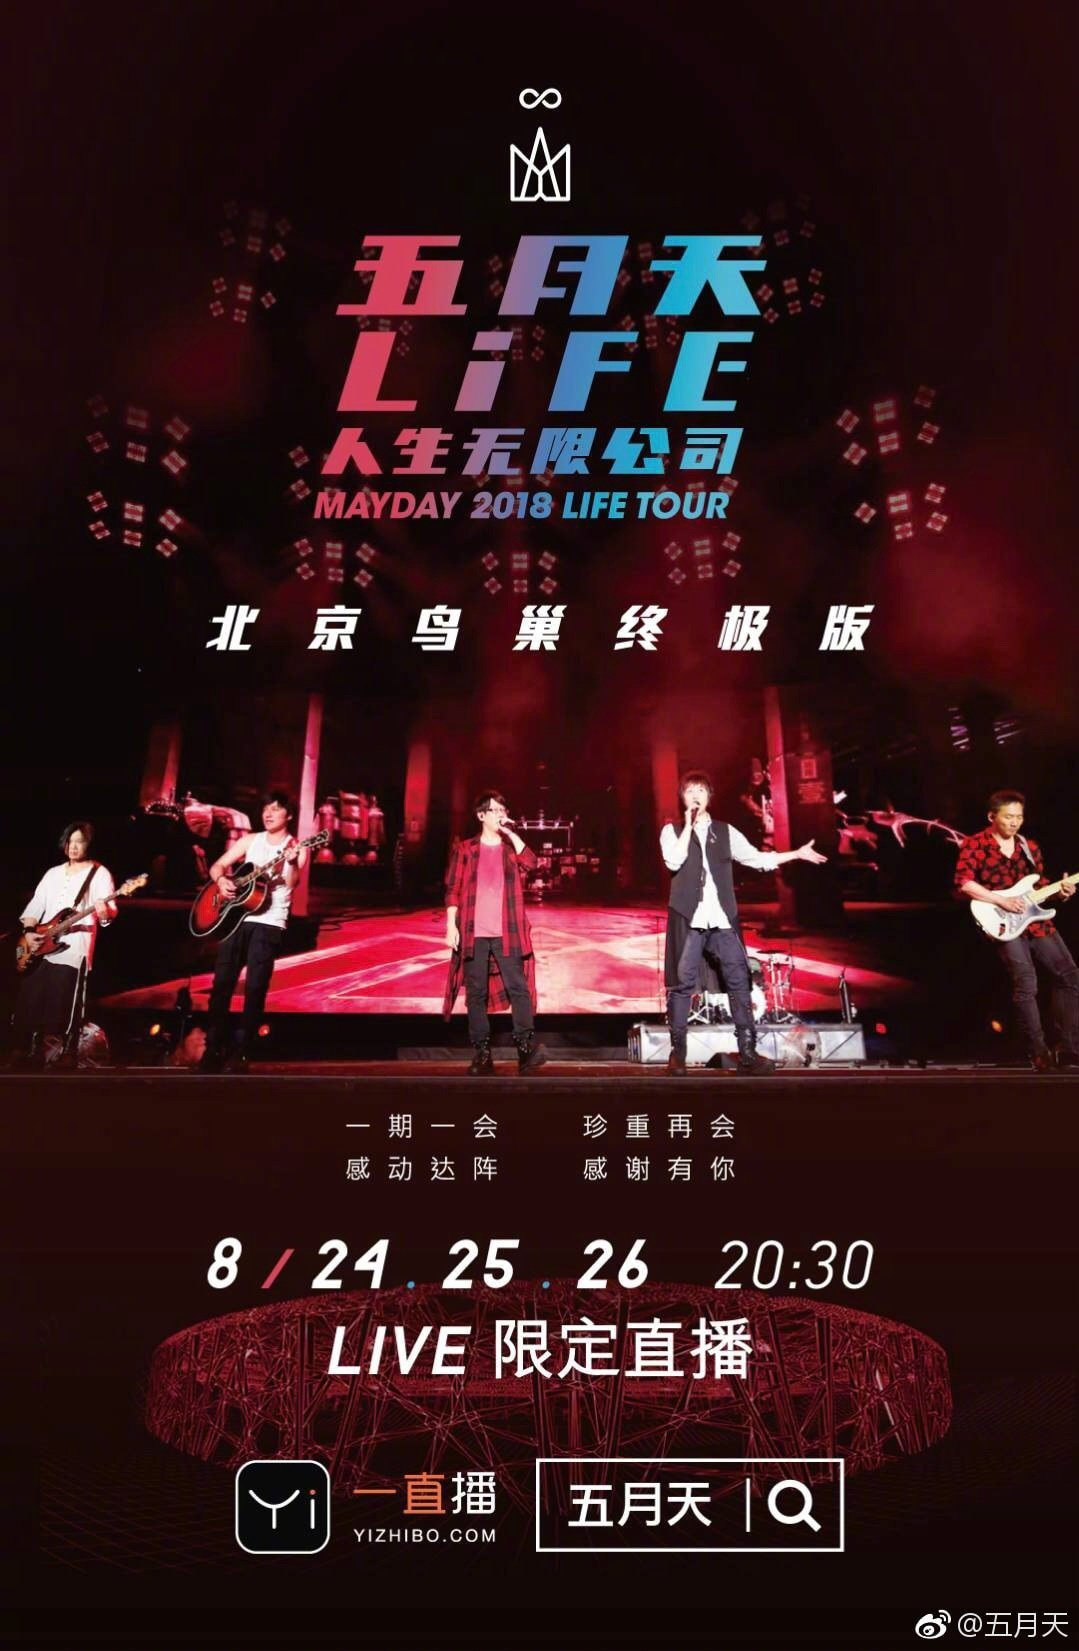 五月天
LiFE
人生无限公司
MAYDAY 2018 LIFE TOUR
北京鸟巢终极版
一期一会 珍重再会
感动达阵 感谢有你
8/24.25.26 20:30
LIVE 限定直播
Yi 一直播 五月天
YIZHIBO.COM
@五月天